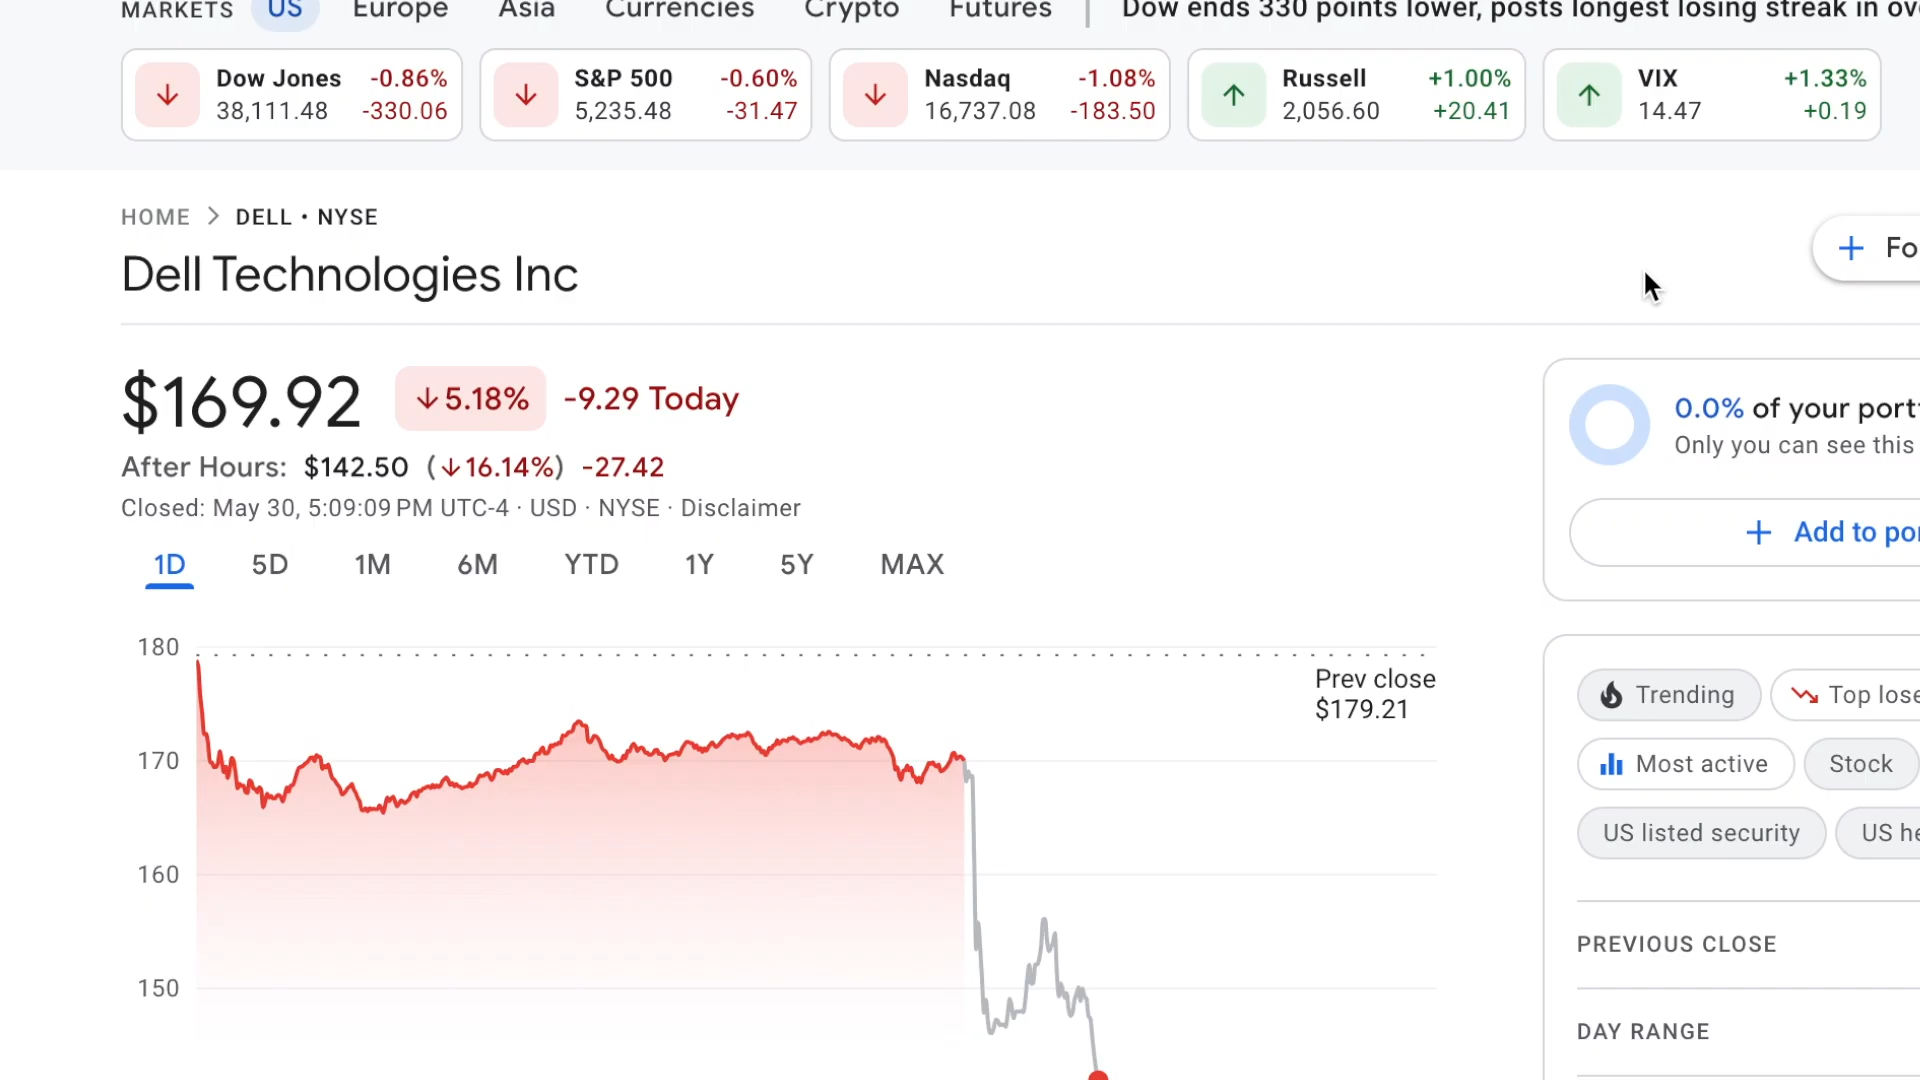 MARKETS US Europe Asia Currencies Crypto Futures Dow ends 330 points lower, posts longest losing streak in
Dow Jones -0.86% S&P 500 -0.60% Nasdaq -1.08% Russell +1.00% VIX +1.33%
38,111.48 -330.06 5,235.48 -31.47 16,737.08 -183.50 2,056.60 +20.41 14.47 +0.19
HOME DELL • NYSE
Dell Technologies Inc
$169.92 5.18% -9.29 Today
After Hours: $142.50 (↓16.14%) -27.42
Closed: May 30, 5:09:09 PM UTC-4 · USD · NYSE · Disclaimer
1D 5D 1M 6M YTD 1Y 5Y MAX
180
170
160
150
Prev close
$179.21
0.0% of your
Only you can see this
Add to
Trending Top
Most active Stock
US listed security US
PREVIOUS CLOSE
DAY RANGE